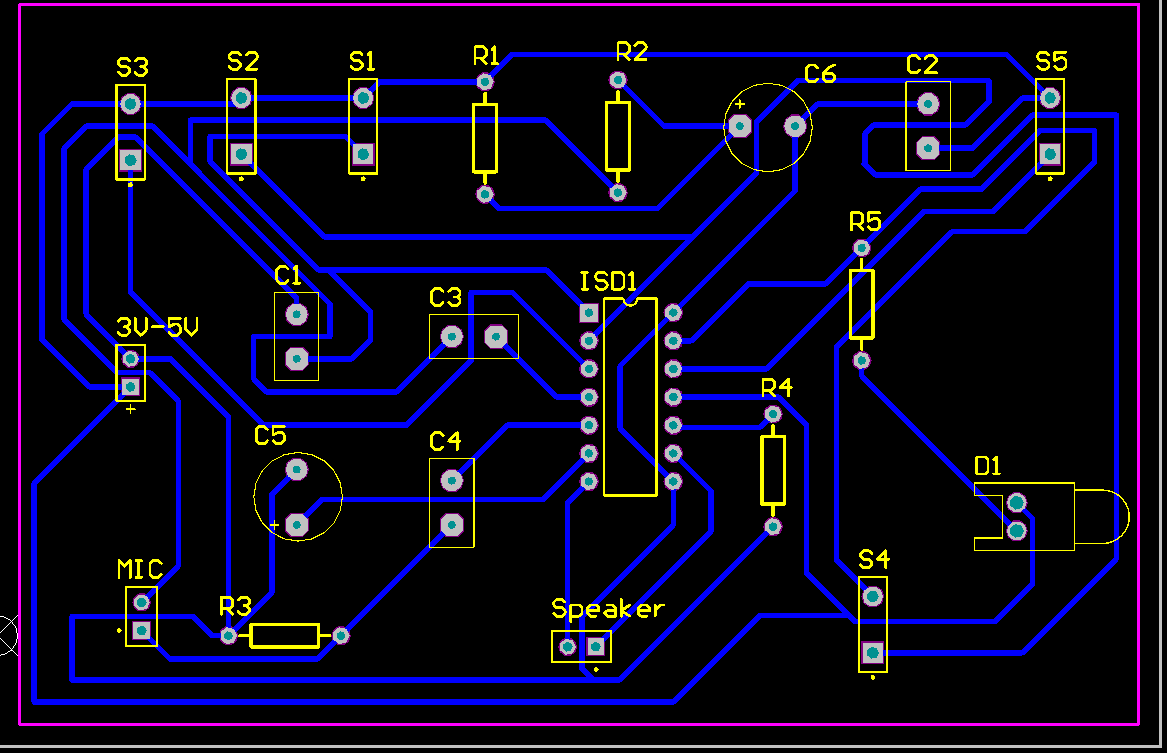 S3
S2
S1
R1
R2
C6
C2
S5
+
R5
C1
C3
ISD1
3V-5V
+
R4
C5
C4
D1
+
MIC
R3
Speaker
S4